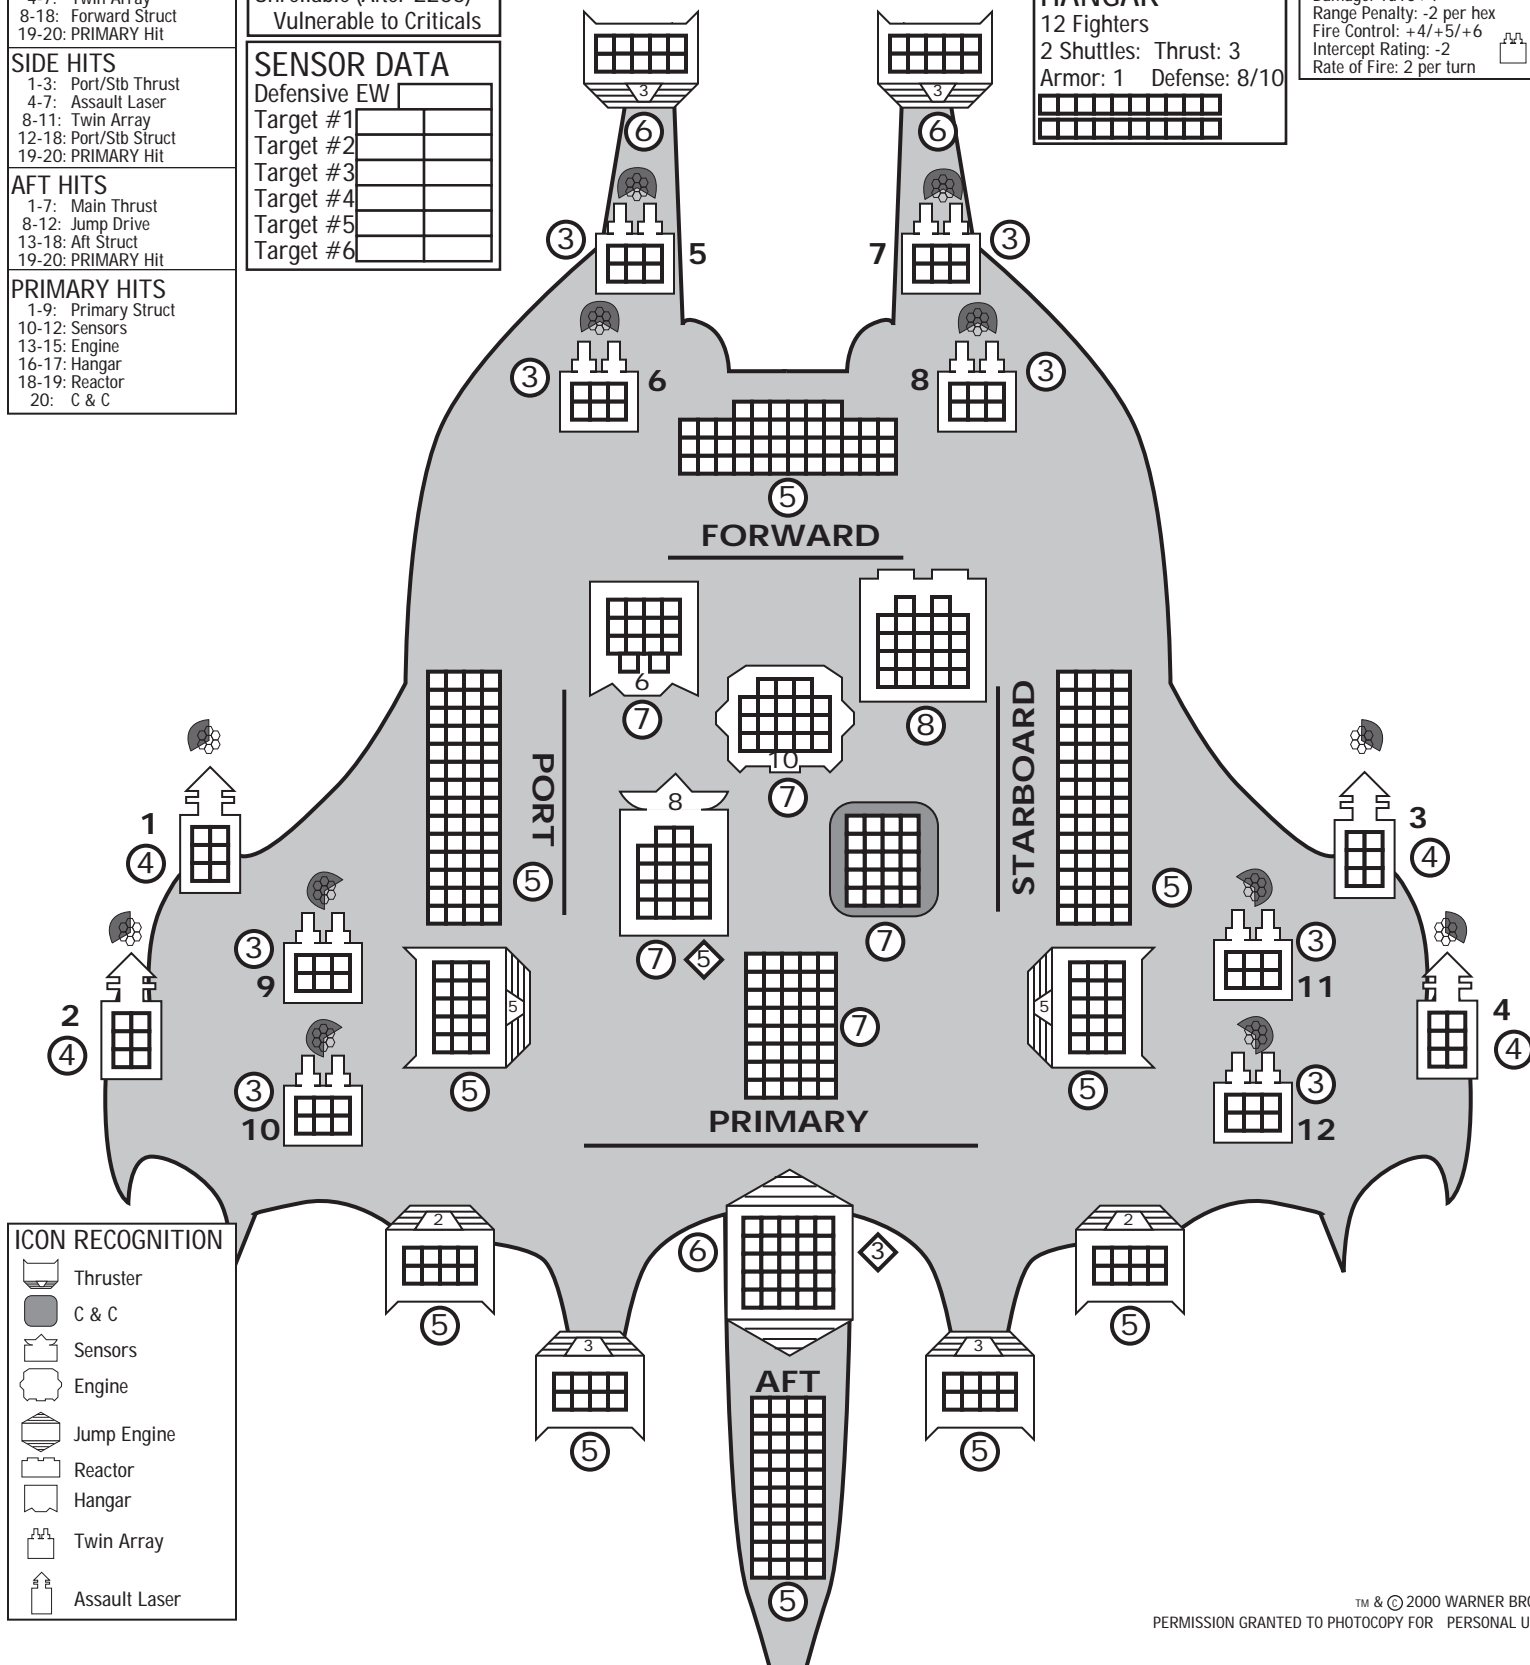 8-18: Forward Struct
19-20: PRIMARY Hit
SIDE HITS
1-3: Port/Stb Thrust
4-7: Assault Laser
8-11: Twin Array
12-18: Port/Stb Struct
19-20: PRIMARY Hit
AFT HITS
1-7: Main Thrust
8-12: Jump Drive
13-18: Aft Struct
19-20: PRIMARY Hit
PRIMARY HITS
1-9: Primary Struct
10-12: Sensors
13-15: Engine
16-17: Hangar
18-19: Reactor
20: C & C
Vulnerable to Criticals
SENSOR DATA
Defensive EW
Target #1
Target #2
Target #3
Target #4
Target #5
Target #6
HANGAR
12 Fighters
2 Shuttles: Thrust: 3
Armor: 1 Defense: 8/10
Range Penalty: -2 per hex
Fire Control: +4/+5/+6
Intercept Rating: -2
Rate of Fire: 2 per turn
3 3
6 6
3 5 7 3
3 6 8 3
5
FORWARD
6
7
8
10
7
PORT
STARBOARD
8
5
5
7 5
7
1
4
3
4
3
9
3
11
2
4
4
4
5
5
7
3
10
3
12
5
5
PRIMARY
2
2
6
3
5
5
3
3
AFT
5
5
5
ICON RECOGNITION
Thruster
C & C
Sensors
Engine
Jump Engine
Reactor
Hangar
Twin Array
Assault Laser
TM & © 2000 WARNER BRO
PERMISSION GRANTED TO PHOTOCOPY FOR PERSONAL U